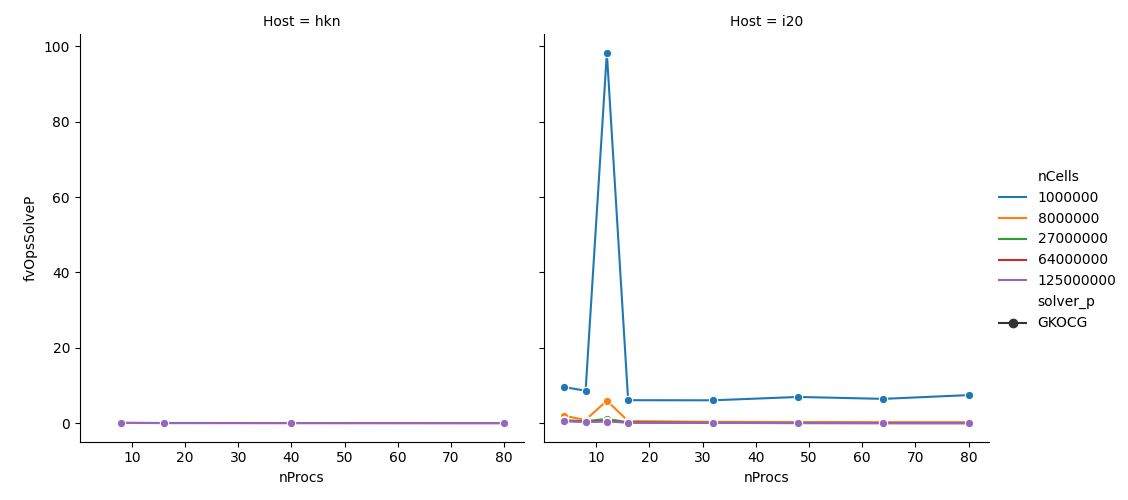 Host = hkn
Host = i20
fvOpsSolveP
100
80
60
40
20
0
10 20 30 40 50 60 70 80
nProcs
10 20 30 40 50 60 70 80
nProcs
nCells
1000000
8000000
27000000
64000000
125000000
solver_p
GKOCG